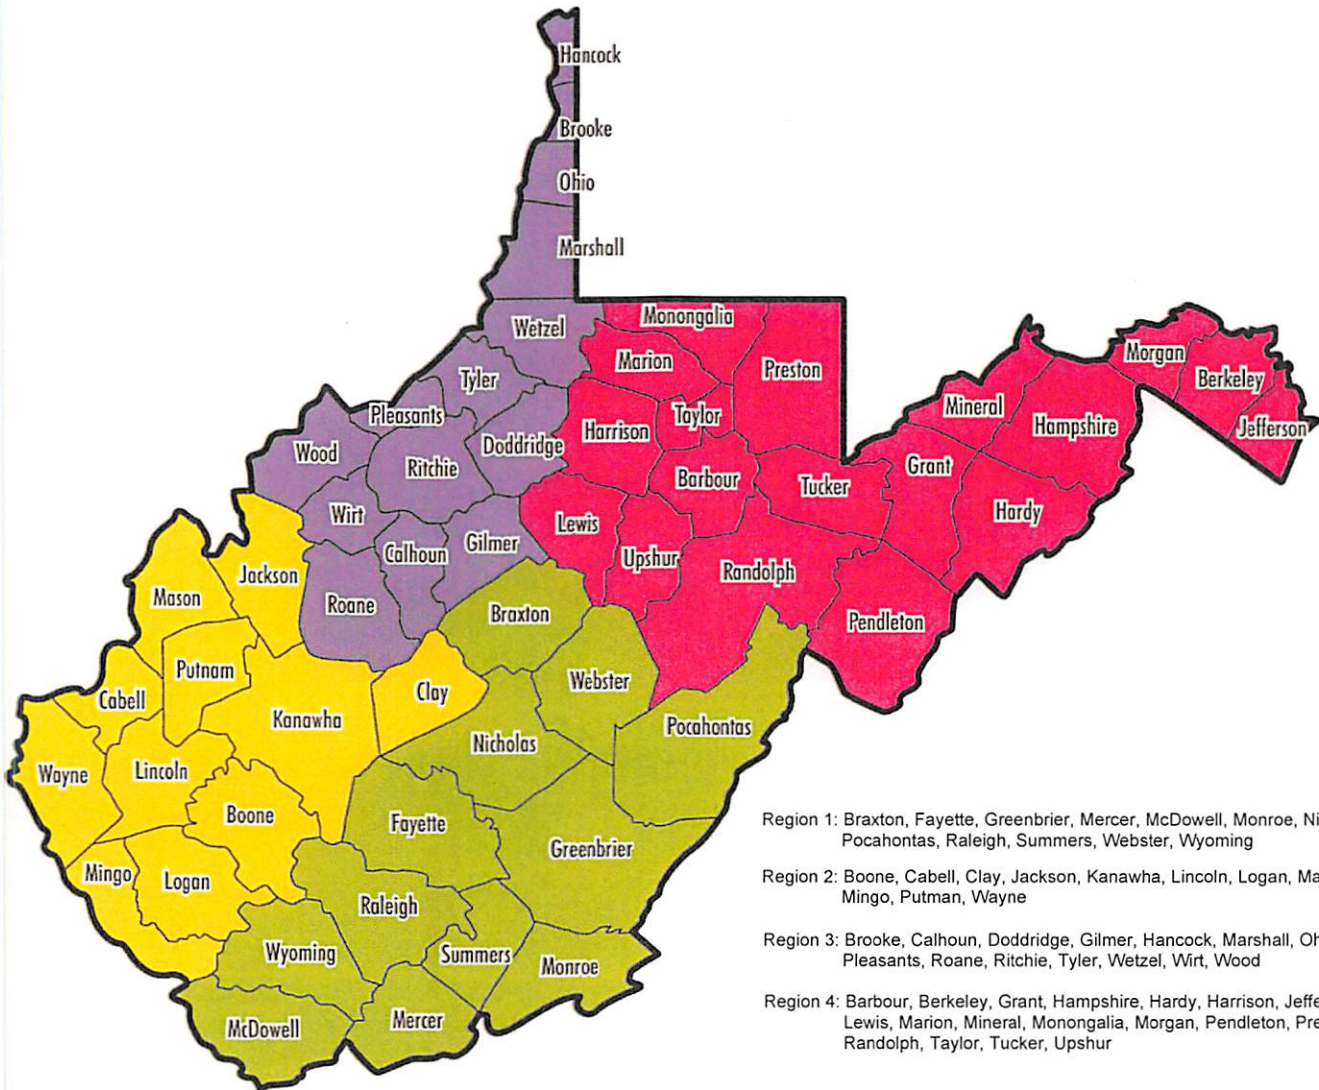 Hancock
Brooke
Ohio
Marshall
Wetzel
Monongalia
Marion
Preston
Morgan
Berkeley
Jefferson
Tyler
Mineral
Hampshire
Pleasants
Taylor
Harrison
Wood
Doddridge
Ritchie
Grant
Barbour
Tucker
Hardy
Wirt
Lewis
Calhoun
Gilmer
Upshur
Randolph
Jackson
Mason
Roane
Braxton
Pendleton
Putnam
Webster
Clay
Cabell
Kanawha
Pocahontas
Nicholas
Wayne
Lincoln
Boone
Fayette
Greenbrier
Mingo
Logan
Raleigh
Wyoming
Summers
Monroe
McDowell
Mercer
Region 1: Braxton, Fayette, Greenbrier, Mercer, McDowell, Monroe, Ni
Pocahontas, Raleigh, Summers, Webster, Wyoming
Region 2: Boone, Cabell, Clay, Jackson, Kanawha, Lincoln, Logan, Ma
Mingo, Putman, Wayne
Region 3: Brooke, Calhoun, Doddridge, Gilmer, Hancock, Marshall, Oh
Pleasants, Roane, Ritchie, Tyler, Wetzel, Wirt, Wood
Region 4: Barbour, Berkeley, Grant, Hampshire, Hardy, Harrison, Jeffe
Lewis, Marion, Mineral, Monongalia, Morgan, Pendleton, Pre
Randolph, Taylor, Tucker, Upshur